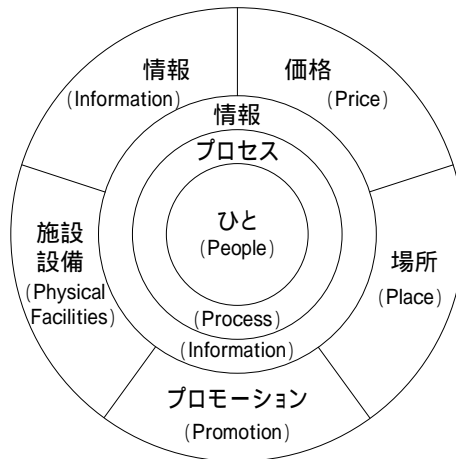 情報
(Information)
価格
(Price)
情報
プロセス
ひと
(People)
施設
設備
(Physical
Facilities)
場所
(Place)
(Process)
(Information)
プロモーション
(Promotion)